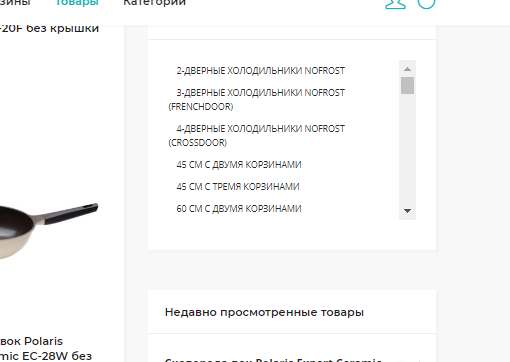 Товары Категории
-20F без крышки
2-ДВЕРНЫЕ ХОЛОДИЛЬНИКИ NOFROST
3-ДВЕРНЫЕ ХОЛОДИЛЬНИКИ NOFROST
(FRENCHDOOR)
4-ДВЕРНЫЕ ХОЛОДИЛЬНИКИ NOFROST
(CROSSDOOR)
45 СМ С ДВУМЯ КОРЗИНАМИ
45 СМ С ТРЕМЯ КОРЗИНАМИ
60 СМ С ДВУМЯ КОРЗИНАМИ
Недавно просмотренные товары
вок Polaris
mic EC-28W без